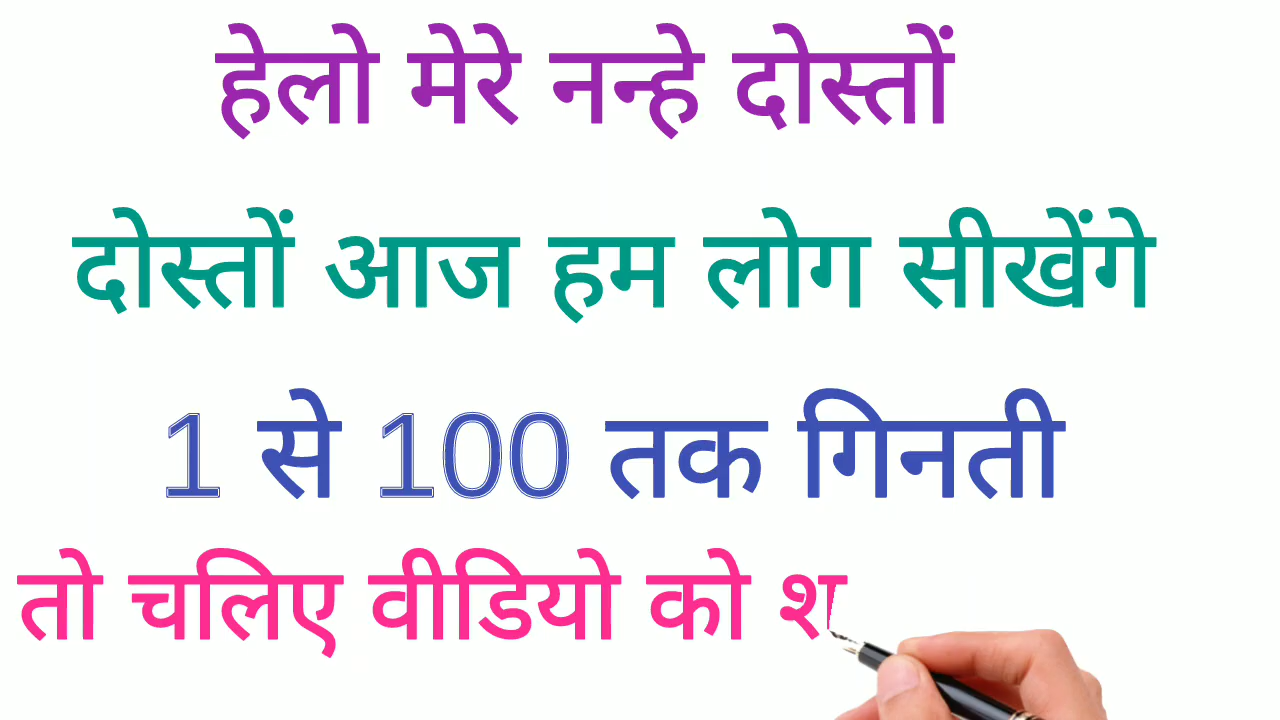 हेलो मेरे नन्हे दोस्तों
दोस्तों आज हम लोग सीखेंगे
1 से 100 तक गिनती
तो चलिए वीडियो को श